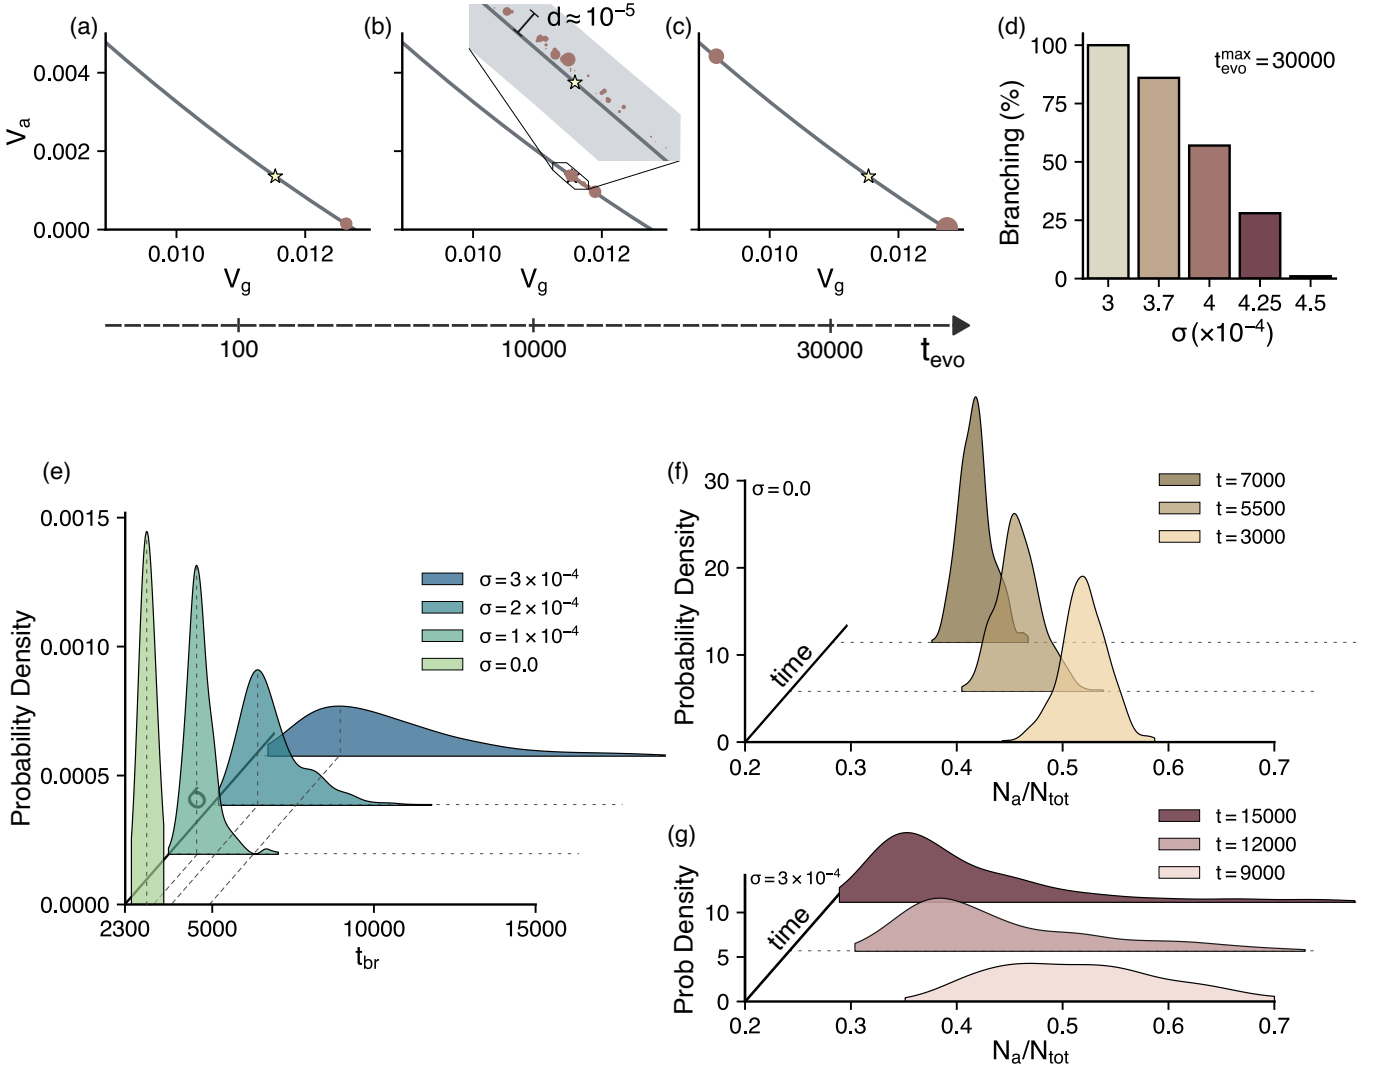 (a)
(b)
(c)
(d)
d ≈ 10⁻⁵
0.004
0.002
0.000
Vₐ
0.010
0.012
V_g
0.010
0.012
V_g
0.010
0.012
V_g
100
10000
30000
t_evo
t_evo^max = 30000
Branching (%)
100
75
50
25
0
3
3.7
4
4.25
4.5
σ (×10⁻⁴)
(e)
Probability Density
0.0015
0.0010
0.0005
0.0000
2300
5000
10000
15000
t_br
σ = 3 × 10⁻⁴
σ = 2 × 10⁻⁴
σ = 1 × 10⁻⁴
σ = 0.0
(f)
σ = 0.0
Probability Density
30
20
10
0
time
t = 7000
t = 5500
t = 3000
0.2
0.3
0.4
0.5
0.6
0.7
Nₐ/N_tot
(g)
σ = 3 × 10⁻⁴
Prob Density
10
5
0
time
t = 15000
t = 12000
t = 9000
0.2
0.3
0.4
0.5
0.6
0.7
Nₐ/N_tot